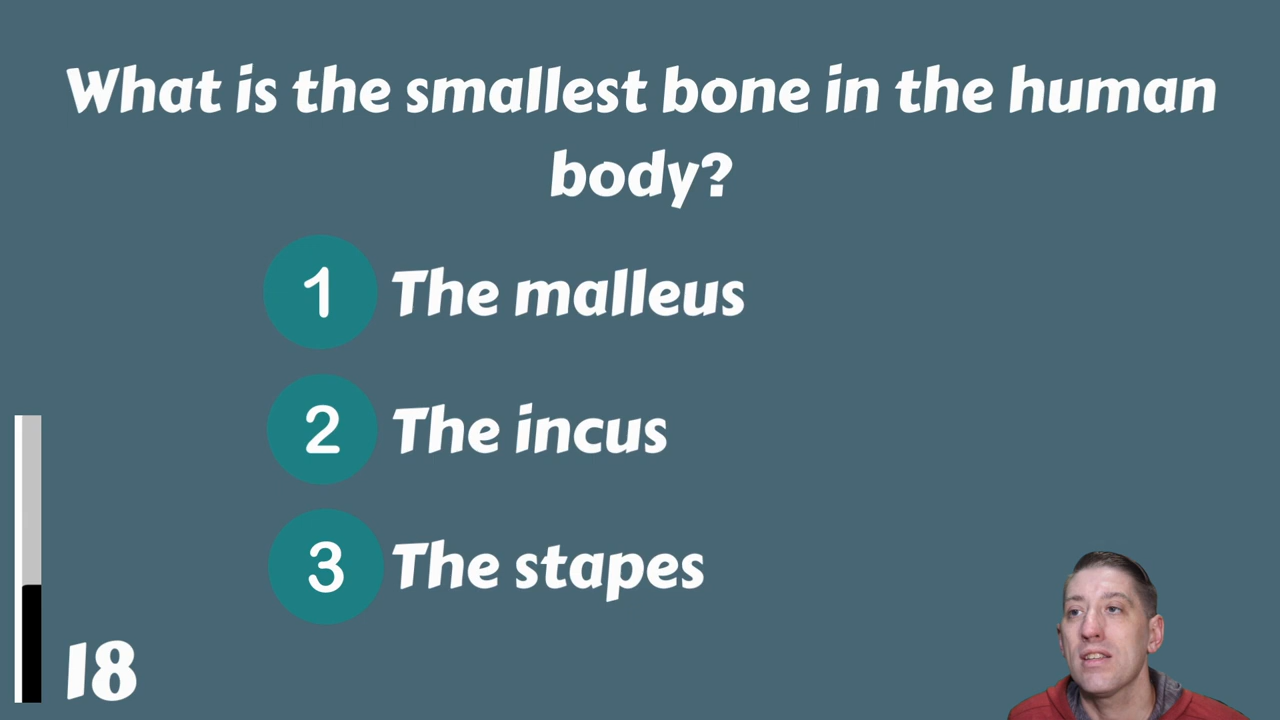 What is the smallest bone in the human
body?
1 The malleus
2 The incus
3 The stapes
18